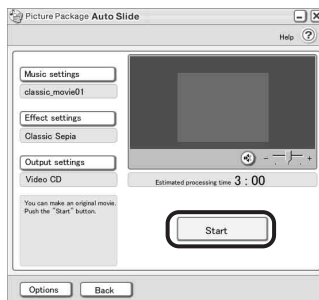 Picture Package Auto Slide
Help ?
Music settings
classic_movie01
Effect settings
Classic Sepia
Output settings
Video CD
- +
Estimated processing time 3 : 00
You can make an original movie.
Push the "Start" button.
Start
Options Back